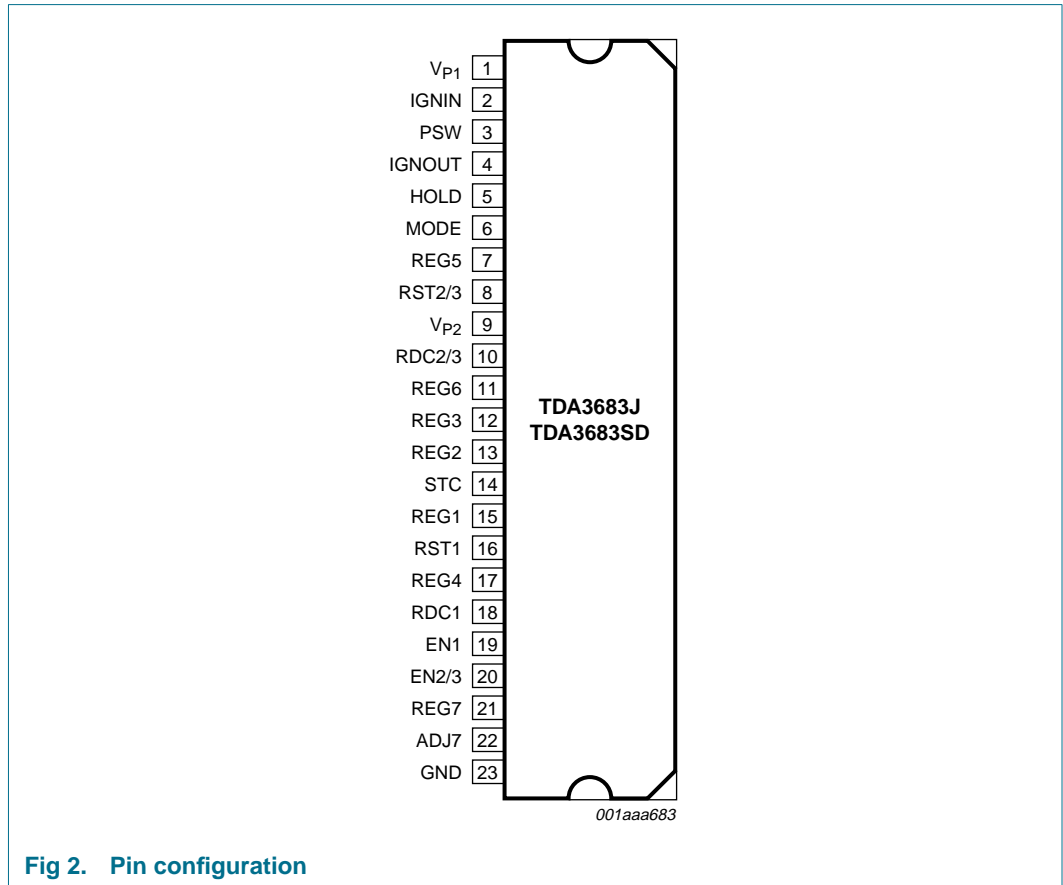 V_P1 1
IGNIN 2
PSW 3
IGNOUT 4
HOLD 5
MODE 6
REG5 7
RST2/3 8
V_P2 9
RDC2/3 10
REG6 11
REG3 12
REG2 13
STC 14
REG1 15
RST1 16
REG4 17
RDC1 18
EN1 19
EN2/3 20
REG7 21
ADJ7 22
GND 23
TDA3683J
TDA3683SD
001aaa683
Fig 2. Pin configuration